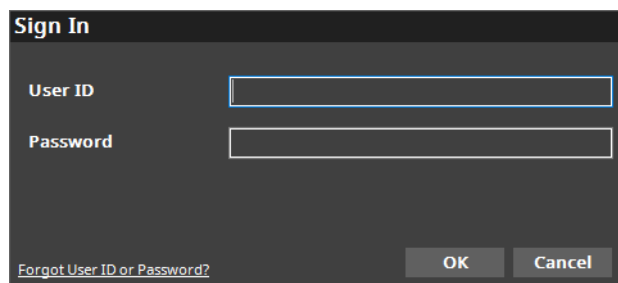 Sign In
User ID
Password
Forgot User ID or Password?
OK
Cancel